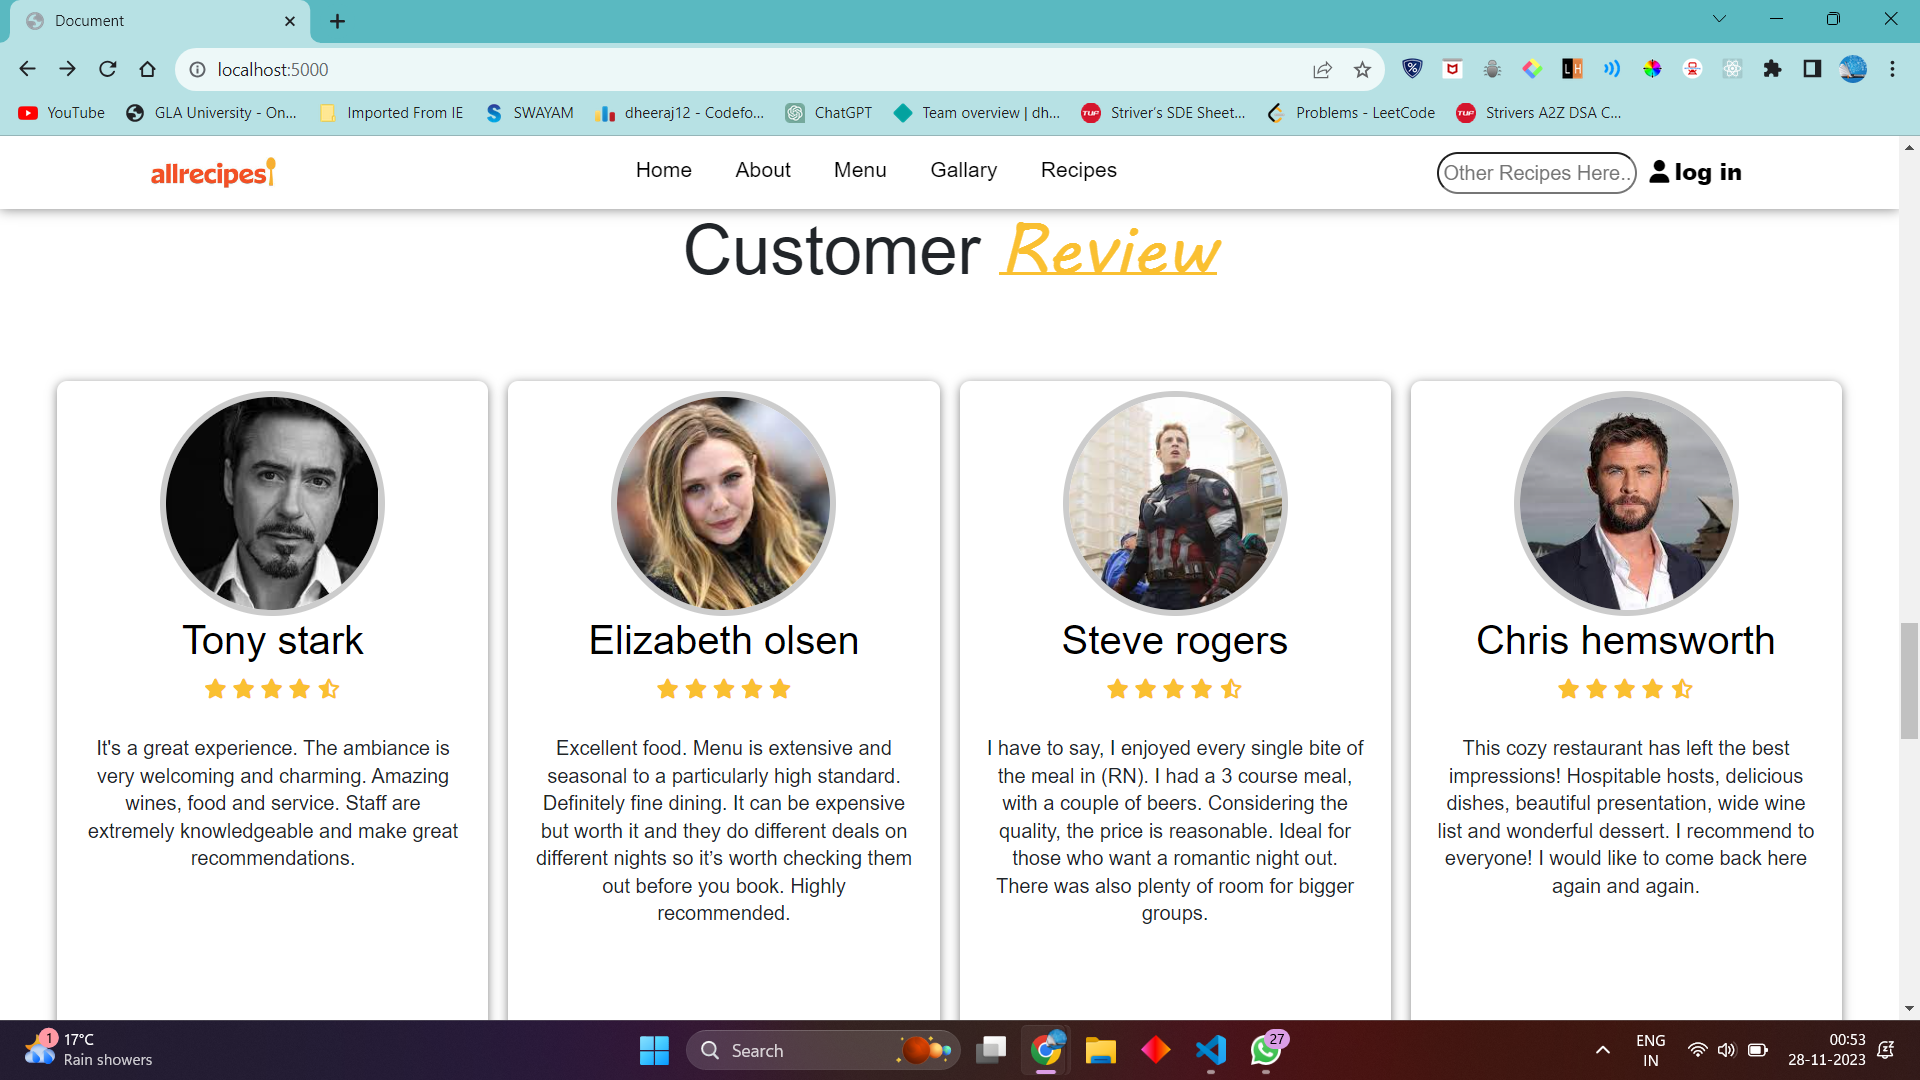 Document
localhost:5000
YouTube
GLA University - On...
Imported From IE
SWAYAM
dheeraj12 - Codefo...
ChatGPT
Team overview | dh...
TUF
Striver's SDE Sheet...
Problems - LeetCode
TUF
Strivers A2Z DSA C...
allrecipes
Home
About
Menu
Gallary
Recipes
Other Recipes Here..
log in
Customer Review
Tony stark
It's a great experience. The ambiance is
very welcoming and charming. Amazing
wines, food and service. Staff are
extremely knowledgeable and make great
recommendations.
Elizabeth olsen
Excellent food. Menu is extensive and
seasonal to a particularly high standard.
Definitely fine dining. It can be expensive
but worth it and they do different deals on
different nights so it’s worth checking them
out before you book. Highly
recommended.
Steve rogers
I have to say, I enjoyed every single bite of
the meal in (RN). I had a 3 course meal,
with a couple of beers. Considering the
quality, the price is reasonable. Ideal for
those who want a romantic night out.
There was also plenty of room for bigger
groups.
Chris hemsworth
This cozy restaurant has left the best
impressions! Hospitable hosts, delicious
dishes, beautiful presentation, wide wine
list and wonderful dessert. I recommend to
everyone! I would like to come back here
again and again.
1
17°C
Rain showers
Search
27
ENG
IN
00:53
28-11-2023